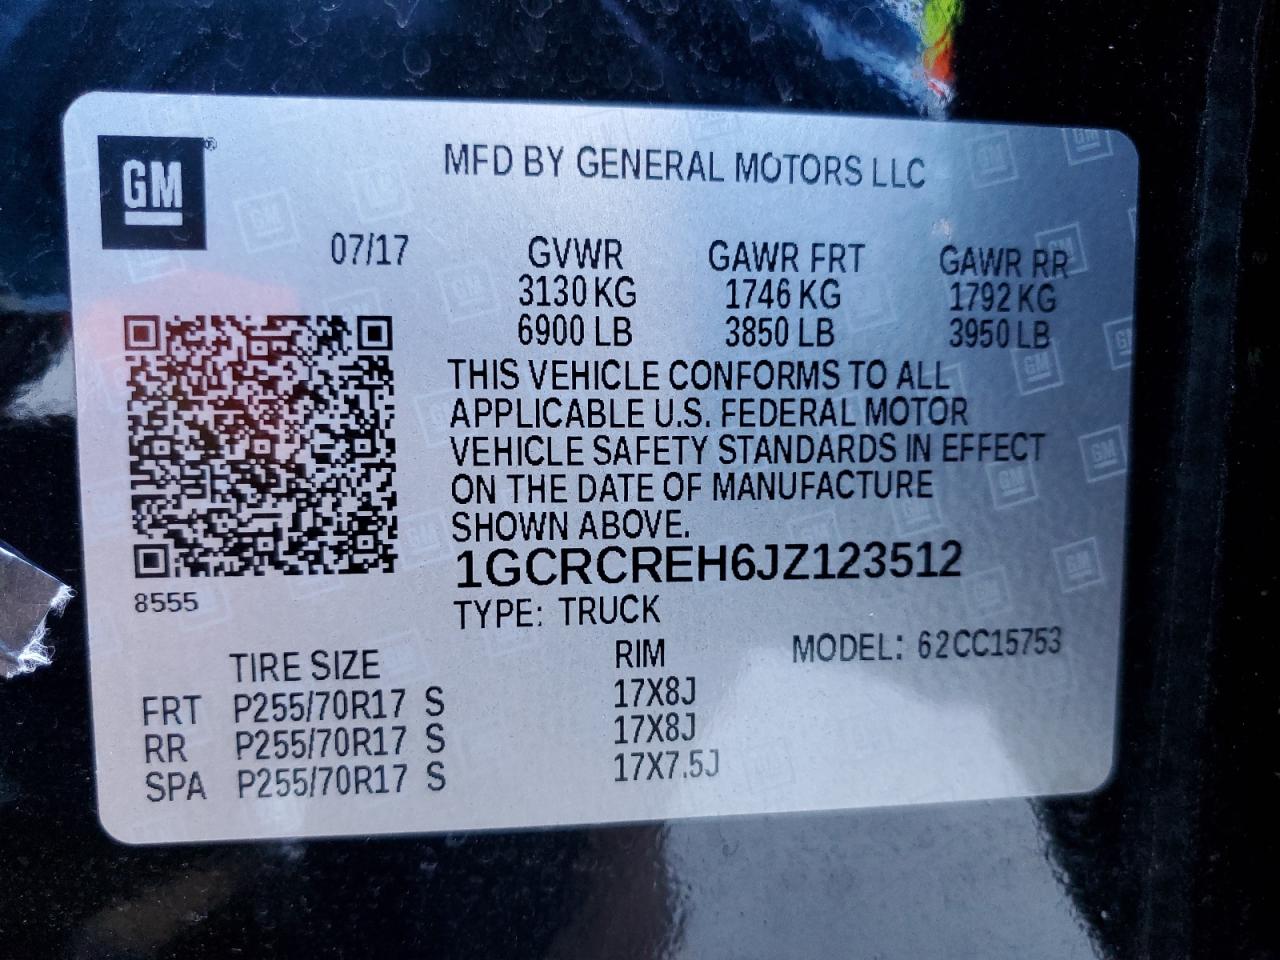 GM
MFD BY GENERAL MOTORS LLC
07/17 GVWR GAWR FRT GAWR RR
3130 KG 1746 KG 1792 KG
6900 LB 3850 LB 3950 LB
THIS VEHICLE CONFORMS TO ALL
APPLICABLE U.S. FEDERAL MOTOR
VEHICLE SAFETY STANDARDS IN EFFECT
ON THE DATE OF MANUFACTURE
SHOWN ABOVE.
1GCRCREH6JZ123512
8555
TYPE: TRUCK
TIRE SIZE RIM MODEL: 62CC15753
FRT P255/70R17 S 17X8J
RR P255/70R17 S 17X8J
SPA P255/70R17 S 17X7.5J